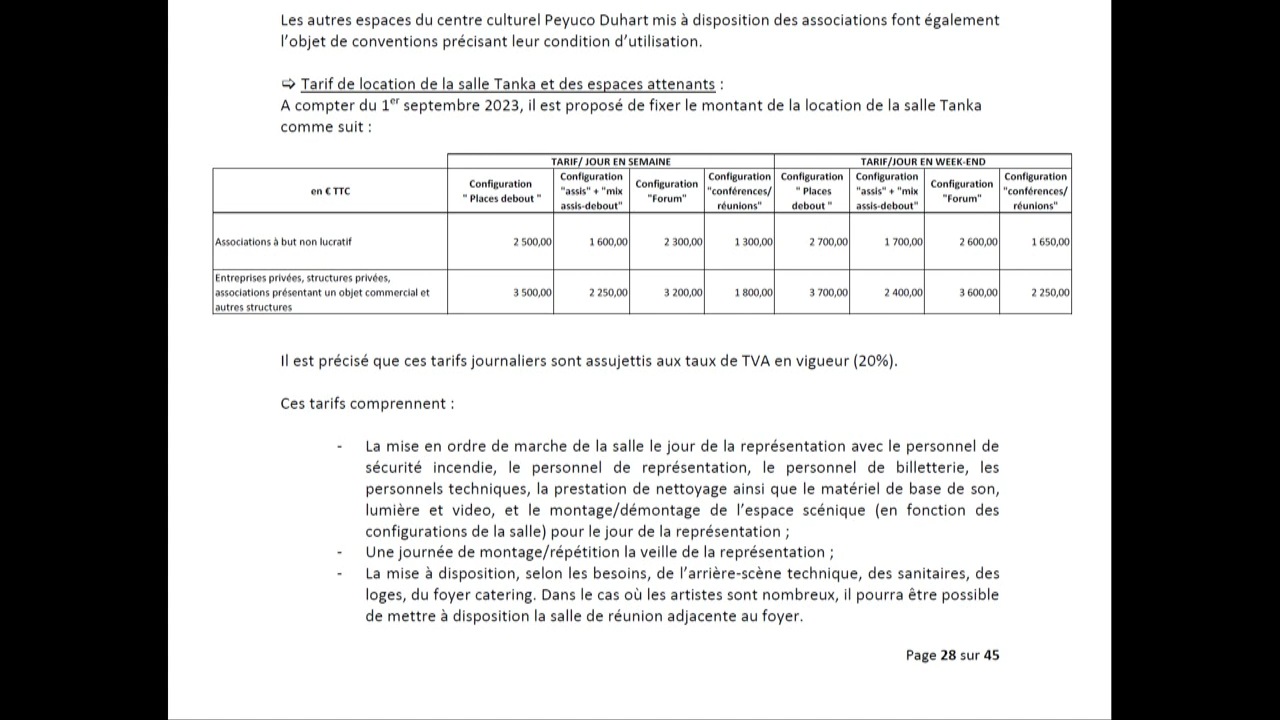 Les autres espaces du centre culturel Peyuco Duhart mis à disposition des associations font également
l'objet de conventions précisant leur condition d'utilisation.
⇨ Tarif de location de la salle Tanka et des espaces attenants :
A compter du 1er septembre 2023, il est proposé de fixer le montant de la location de la salle Tanka
comme suit :
TARIF/ JOUR EN SEMAINE TARIF/JOUR EN WEEK-END
en € TTC
Configuration " Places debout "
Configuration "assis" + "mix assis-debout"
Configuration "Forum"
Configuration "conférences/ réunions"
Configuration " Places debout "
Configuration "assis" + "mix assis-debout"
Configuration "Forum"
Configuration "conférences/ réunions"
Associations à but non lucratif 2 500,00 1 600,00 2 300,00 1 300,00 2 700,00 1 700,00 2 600,00 1 650,00
Entreprises privées, structures privées,
associations présentant un objet commercial et 3 500,00 2 250,00 3 200,00 1 800,00 3 700,00 2 400,00 3 600,00 2 250,00
autres structures
Il est précisé que ces tarifs journaliers sont assujettis aux taux de TVA en vigueur (20%).
Ces tarifs comprennent :
- La mise en ordre de marche de la salle le jour de la représentation avec le personnel de
sécurité incendie, le personnel de représentation, le personnel de billetterie, les
personnels techniques, la prestation de nettoyage ainsi que le matériel de base de son,
lumière et video, et le montage/démontage de l'espace scénique (en fonction des
configurations de la salle) pour le jour de la représentation ;
- Une journée de montage/répétition la veille de la représentation ;
- La mise à disposition, selon les besoins, de l'arrière-scène technique, des sanitaires, des
loges, du foyer catering. Dans le cas où les artistes sont nombreux, il pourra être possible
de mettre à disposition la salle de réunion adjacente au foyer.
Page 28 sur 45